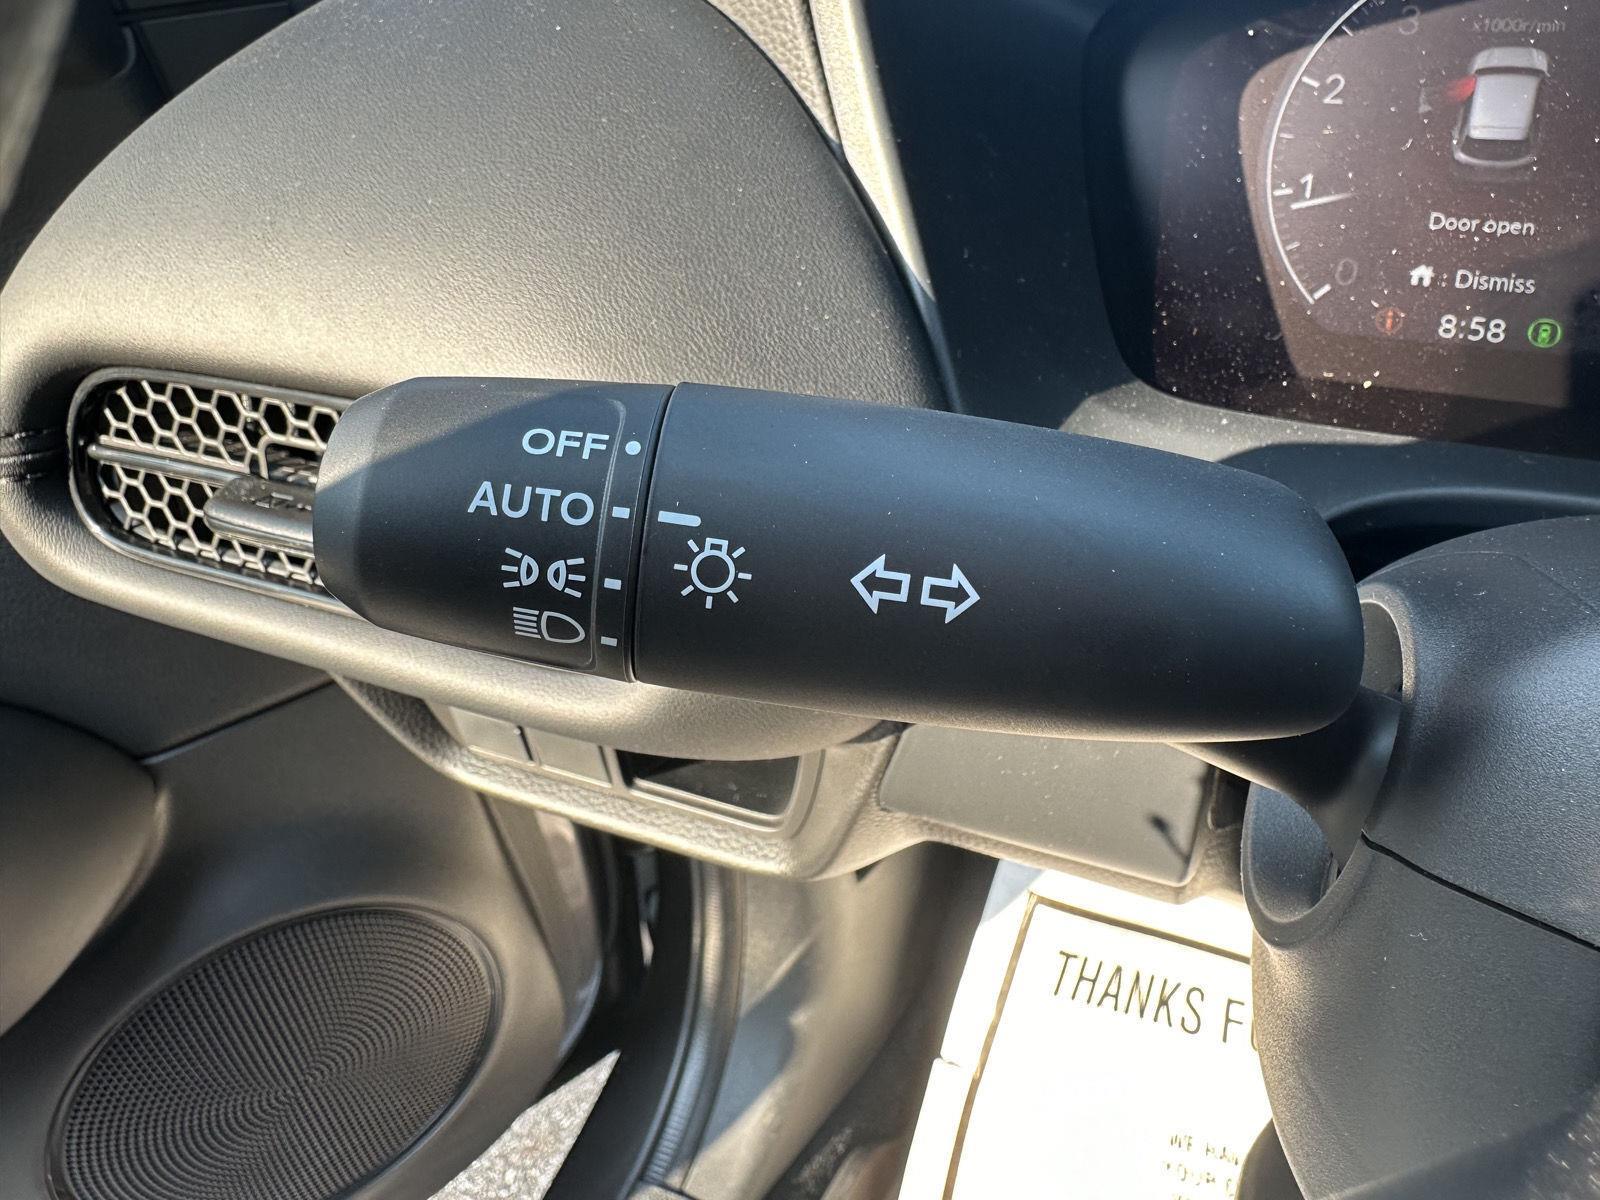 3
x1000r/min
2
1
0
Door open
: Dismiss
8:58
OFF
AUTO
THANKS F